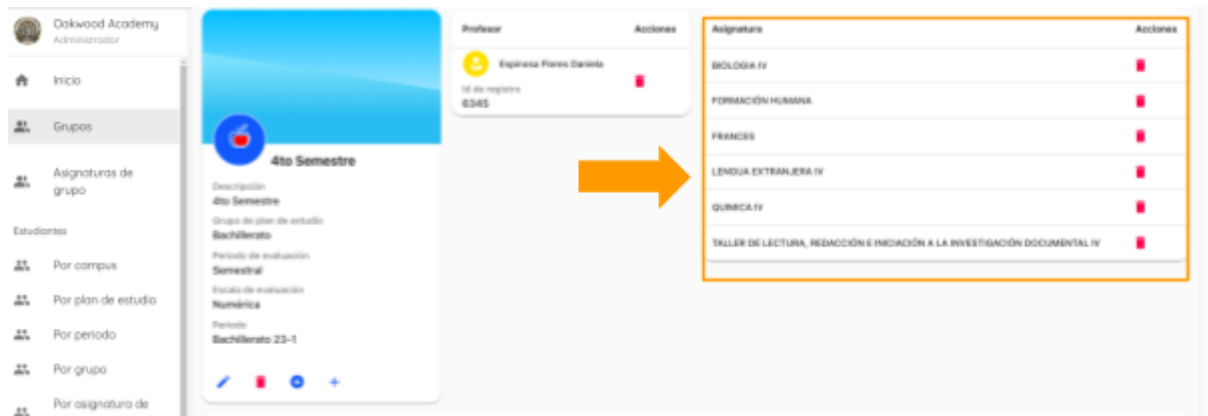 Oakwood Academy
Administrador
Inicio
Grupos
Asignaturas de
grupo
Estudiantes
Por campus
Por plan de estudio
Por periodo
Por grupo
Por asignatura de
4to Semestre
Descripción
4to Semestre
Grupo de plan de estudio
Bachillerato
Periodo de evaluación
Semestral
Escala de evaluación
Numérica
Periodo
Bachillerato 23-1
Profesor Acciones
Espinosa Flores Daniela
Id de registro
6345
Asignatura Acciones
BIOLOGIA IV
FORMACIÓN HUMANA
FRANCES
LENGUA EXTRANJERA IV
QUIMICA IV
TALLER DE LECTURA, REDACCIÓN E INICIACIÓN A LA INVESTIGACIÓN DOCUMENTAL IV